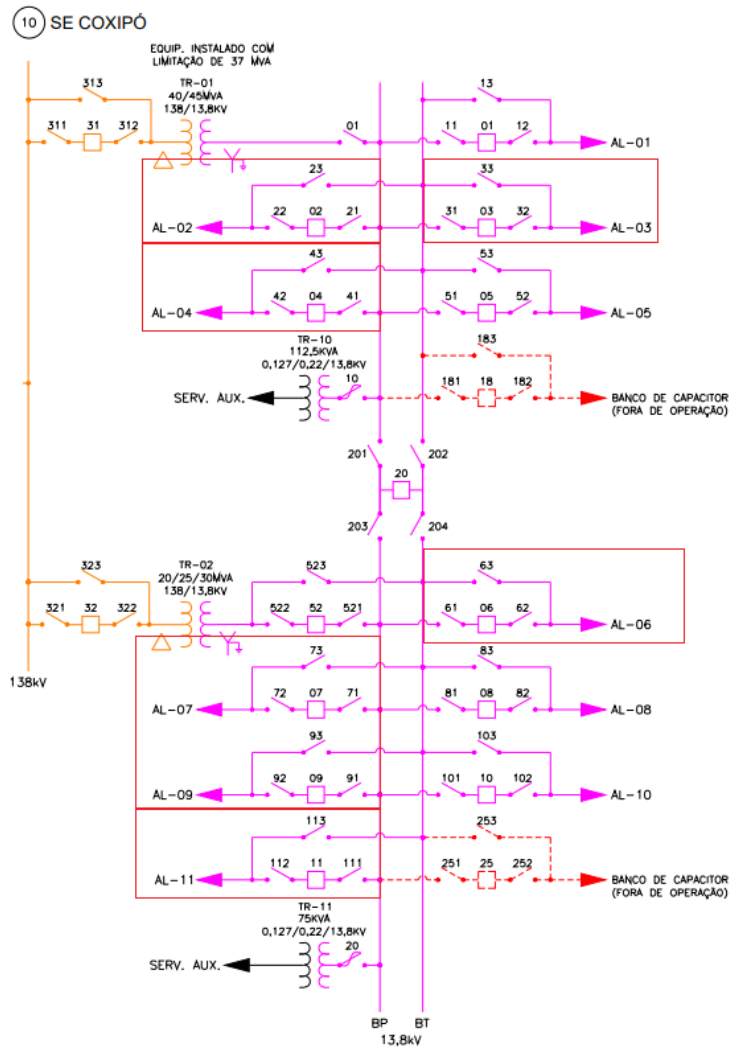 10 SE COXIPÓ
EQUIP. INSTALADO COM
LIMITAÇÃO DE 37 MVA
TR-01
40/45MVA
138/13,8KV
313
13
311 31 312
01
11 01 12
AL-01
23
33
AL-02
22 02 21
31 03 32
AL-03
43
53
AL-04
42 04 41
51 05 52
AL-05
TR-10
112,5KVA
0,127/0,22/13,8KV
183
SERV. AUX.
10
181 18 182
BANCO DE CAPACITOR
(FORA DE OPERAÇÃO)
201
202
20
203
204
TR-02
20/25/30MVA
138/13,8KV
323
523
63
321 32 322
522 52 521
61 06 62
AL-06
138kV
73
83
AL-07
72 07 71
81 08 82
AL-08
93
103
AL-09
92 09 91
101 10 102
AL-10
113
253
AL-11
112 11 111
251 25 252
BANCO DE CAPACITOR
(FORA DE OPERAÇÃO)
TR-11
75KVA
0,127/0,22/13,8KV
SERV. AUX.
20
BP BT
13,8kV